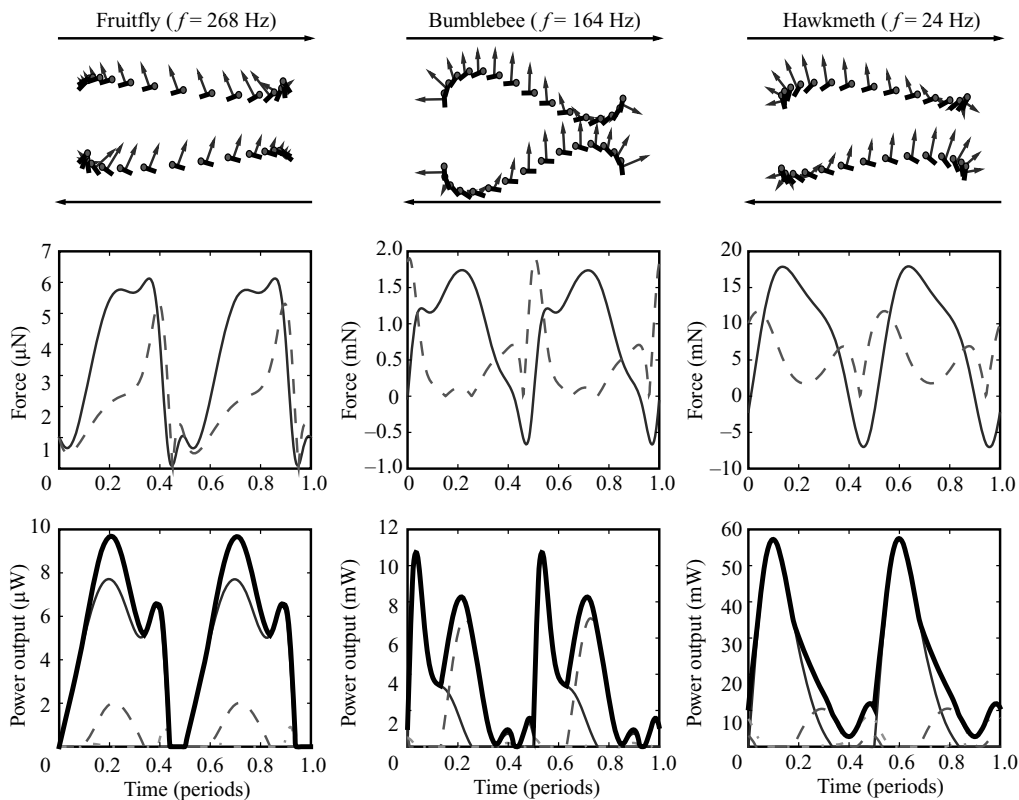 Fruitfly (f = 268 Hz)
Bumblebee (f = 164 Hz)
Hawkmeth (f = 24 Hz)
Force (μN)
7
6
5
4
3
2
1
0 0.2 0.4 0.6 0.8 1.0
Force (mN)
2.0
1.5
1.0
0.5
0
–0.5
–1.0
0 0.2 0.4 0.6 0.8 1.0
Force (mN)
20
15
10
5
0
–5
–10
0 0.2 0.4 0.6 0.8 1.0
Power output (μW)
10
8
6
4
2
0 0.2 0.4 0.6 0.8 1.0
Time (periods)
Power output (mW)
12
10
8
6
4
2
0 0.2 0.4 0.6 0.8 1.0
Time (periods)
Power output (mW)
60
50
40
30
20
10
0 0.2 0.4 0.6 0.8 1.0
Time (periods)